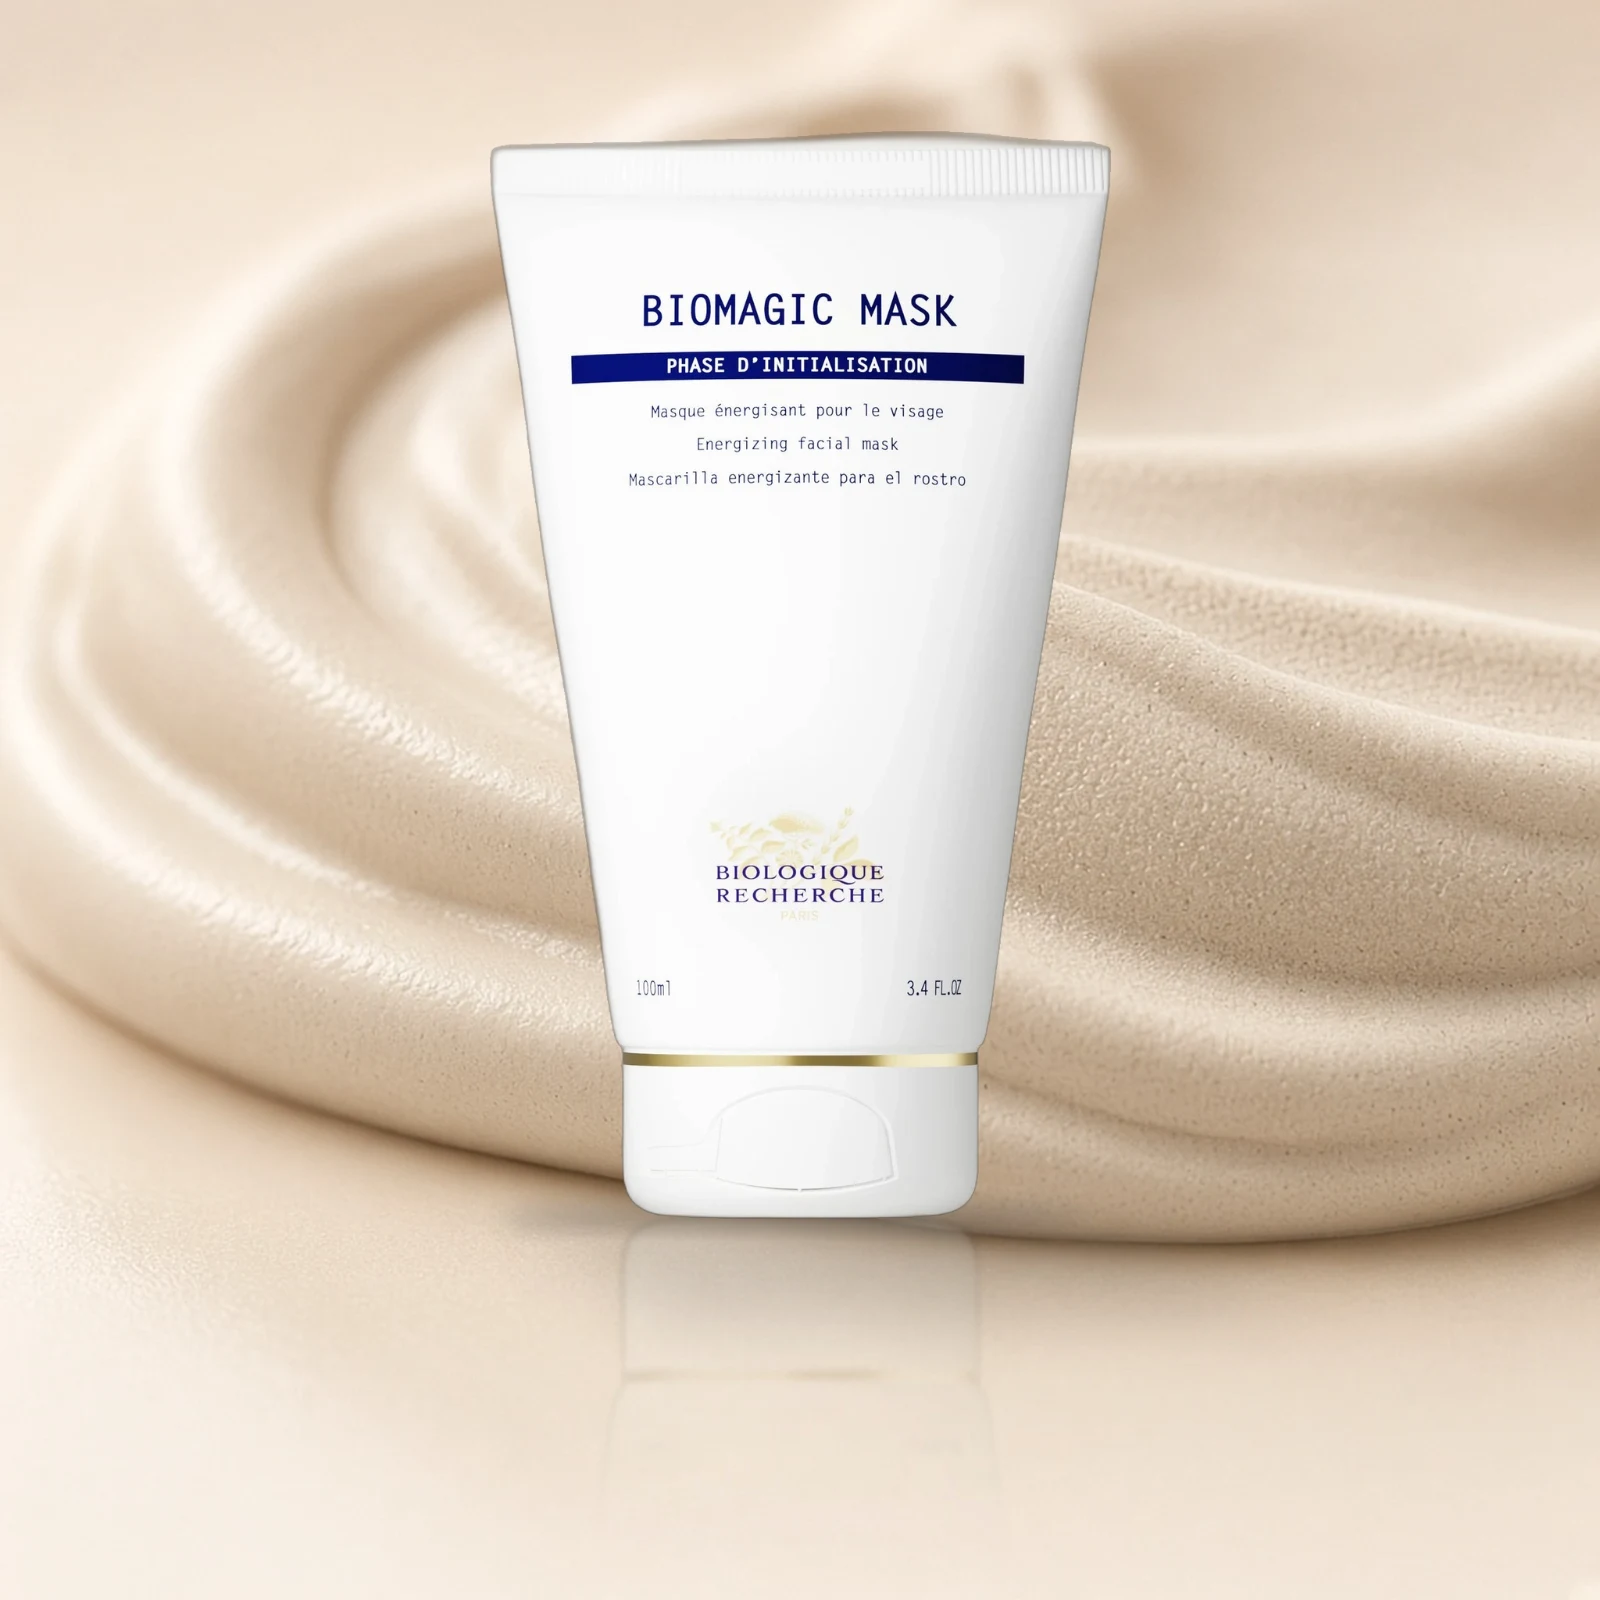 BIOMAGIC MASK
PHASE D'INITIALISATION
Masque énergisant pour le visage
Energizing facial mask
Mascarilla energizante para el rostro
BIOLOGIQUE
RECHERCHE
PARIS
100ml 3.4 FL.OZ